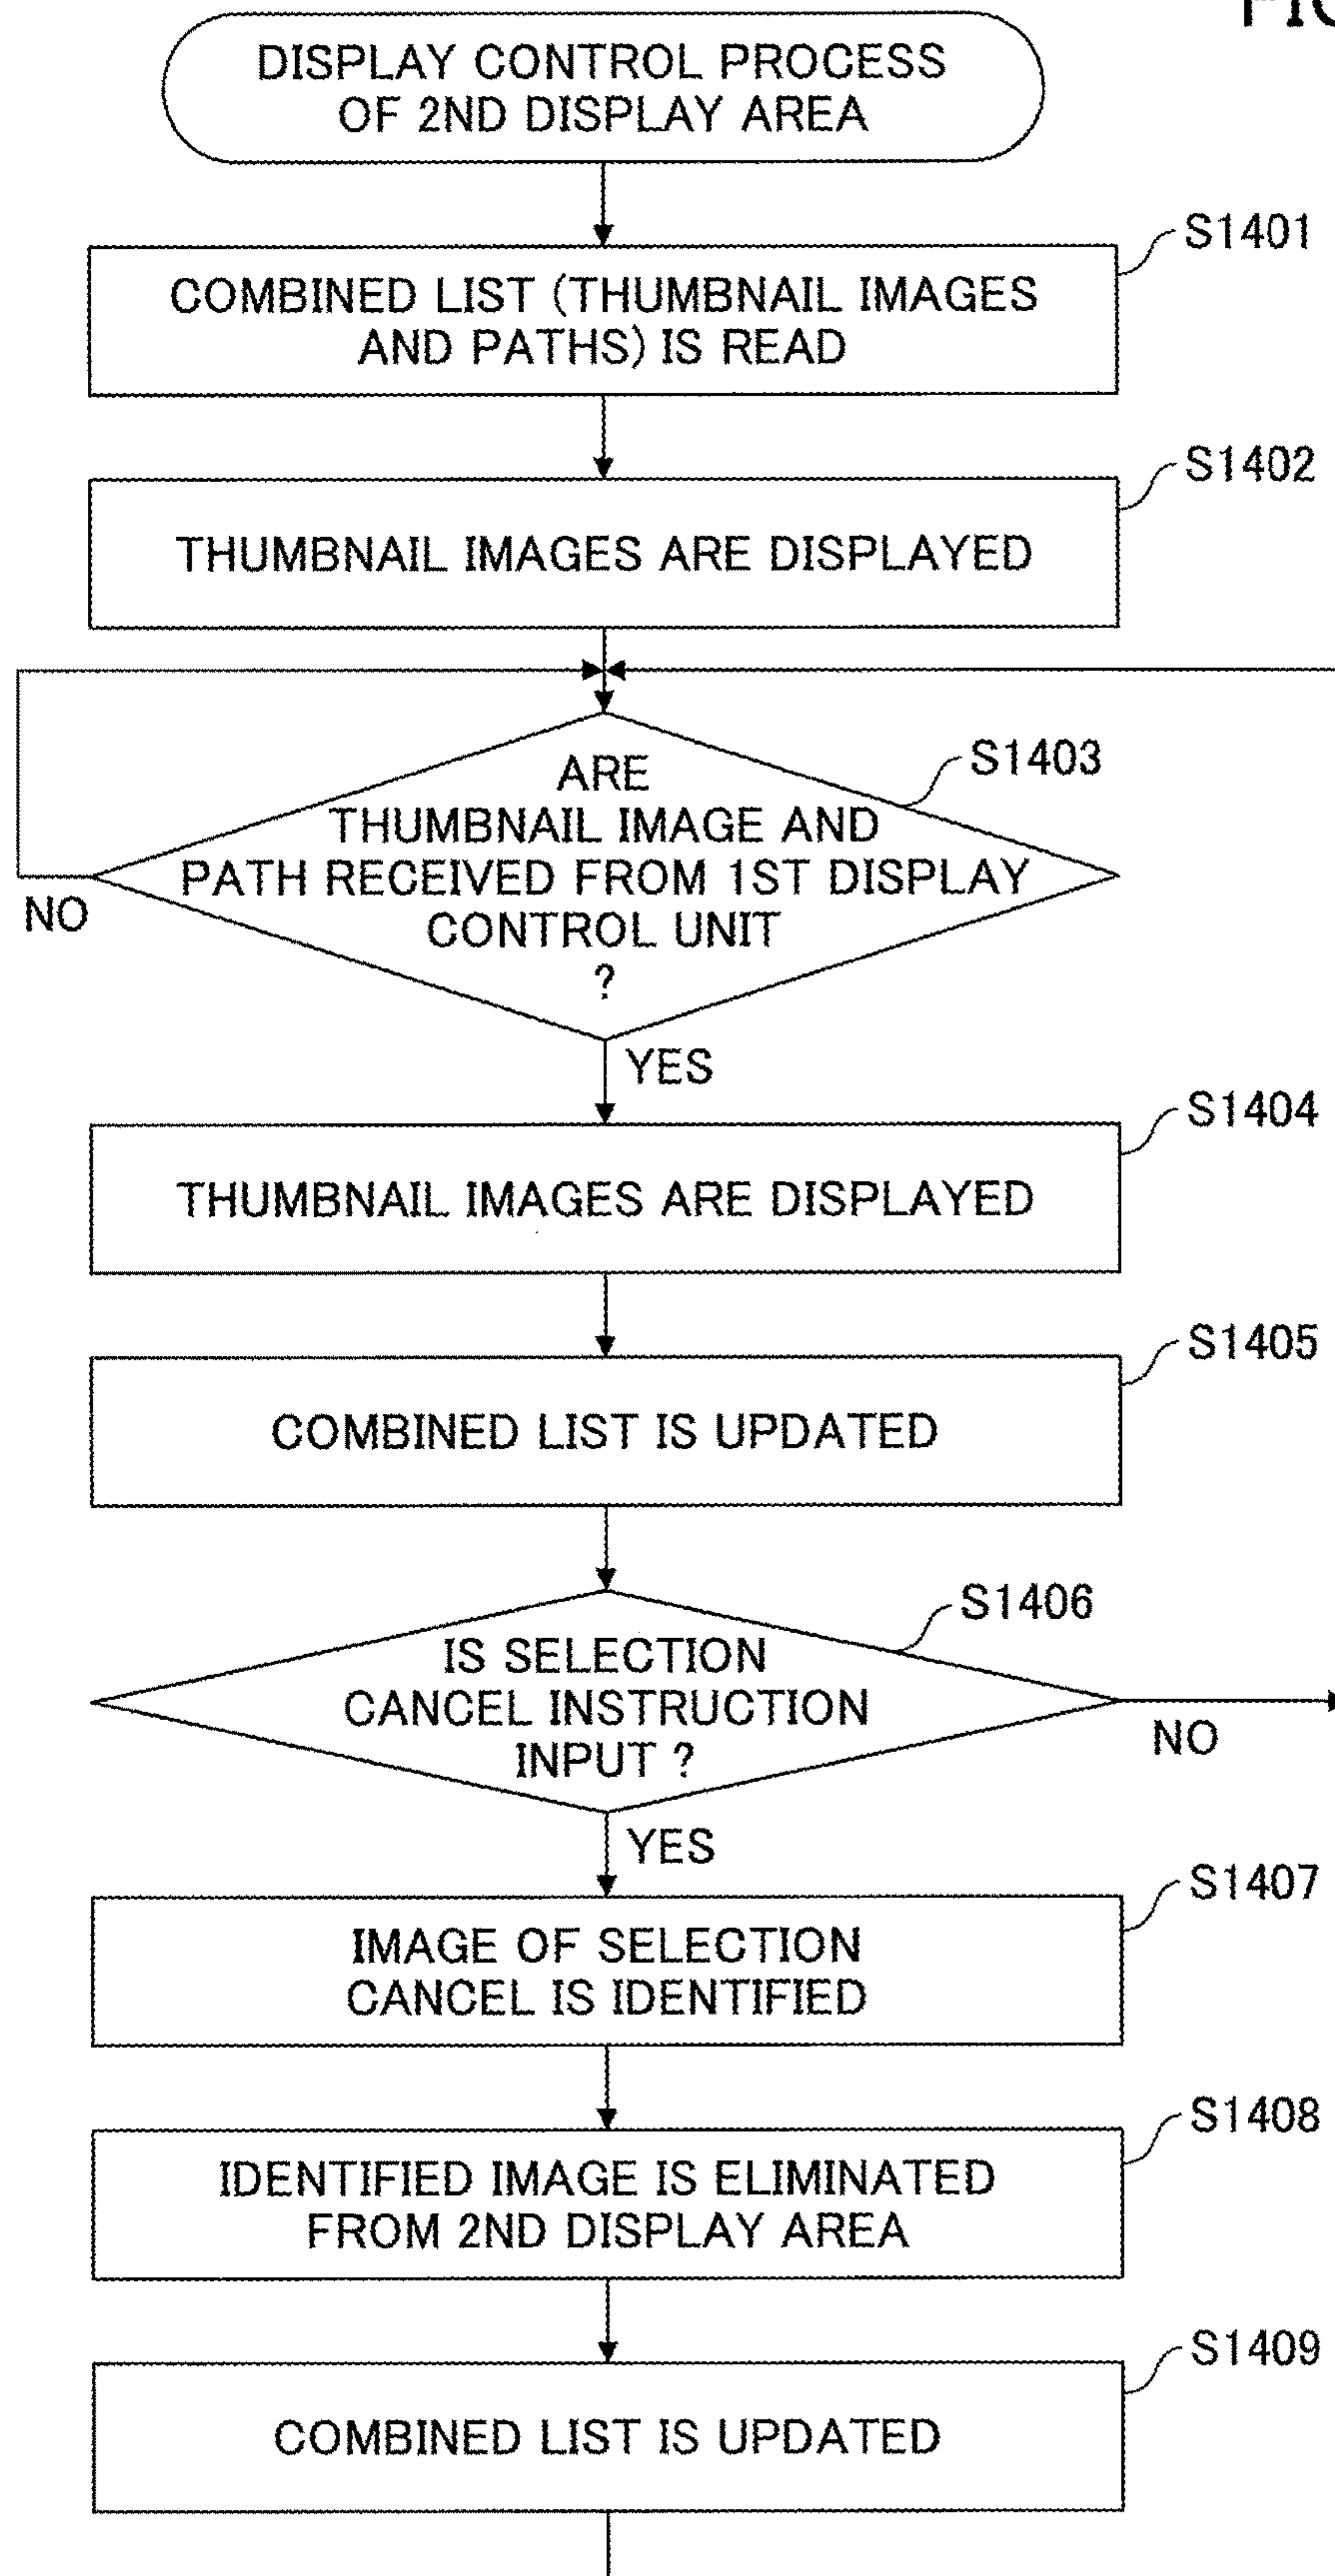 DISPLAY CONTROL PROCESS
OF 2ND DISPLAY AREA
S1401
COMBINED LIST (THUMBNAIL IMAGES
AND PATHS) IS READ
S1402
THUMBNAIL IMAGES ARE DISPLAYED
S1403
ARE
THUMBNAIL IMAGE AND
PATH RECEIVED FROM 1ST DISPLAY
CONTROL UNIT
?
NO
YES
S1404
THUMBNAIL IMAGES ARE DISPLAYED
S1405
COMBINED LIST IS UPDATED
S1406
IS SELECTION
CANCEL INSTRUCTION
INPUT ?
NO
YES
S1407
IMAGE OF SELECTION
CANCEL IS IDENTIFIED
S1408
IDENTIFIED IMAGE IS ELIMINATED
FROM 2ND DISPLAY AREA
S1409
COMBINED LIST IS UPDATED